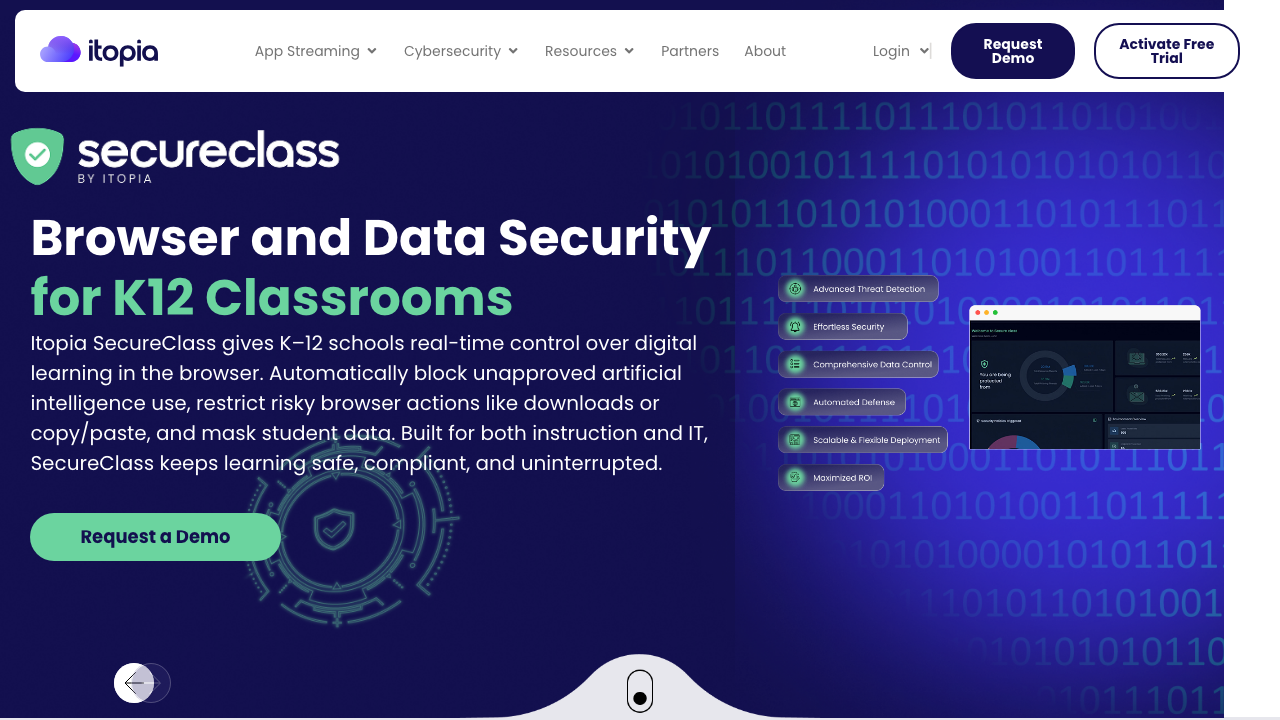 itopia
App Streaming
Cybersecurity
Resources
Partners
About
Login
Request
Demo
Activate Free
Trial
secureclass
BY ITOPIA
Browser and Data Security
for K12 Classrooms
Itopia SecureClass gives K–12 schools real-time control over digital
learning in the browser. Automatically block unapproved artificial
intelligence use, restrict risky browser actions like downloads or
copy/paste, and mask student data. Built for both instruction and IT,
SecureClass keeps learning safe, compliant, and uninterrupted.
Request a Demo
Advanced Threat Detection
Effortless Security
Comprehensive Data Control
Automated Defense
Scalable & Flexible Deployment
Maximized ROI
Welcome to Secure class
You are being
protected
from